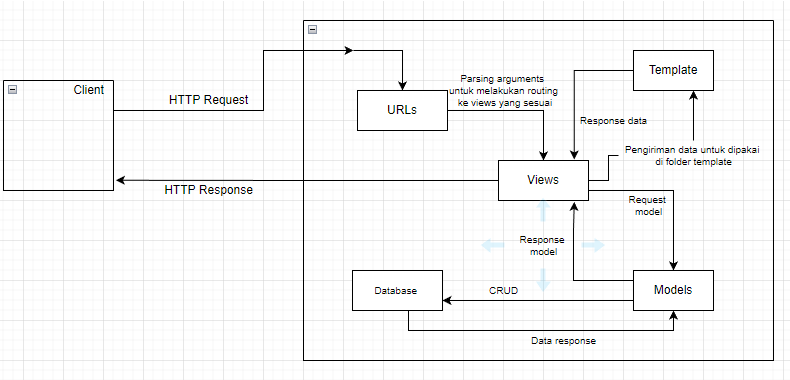 Client
HTTP Request
URLs
Parsing arguments
untuk melakukan routing
ke views yang sesuai
Template
Response data
Pengiriman data untuk dipakai
di folder template
HTTP Response
Views
Request
model
Response
model
Database
CRUD
Models
Data response